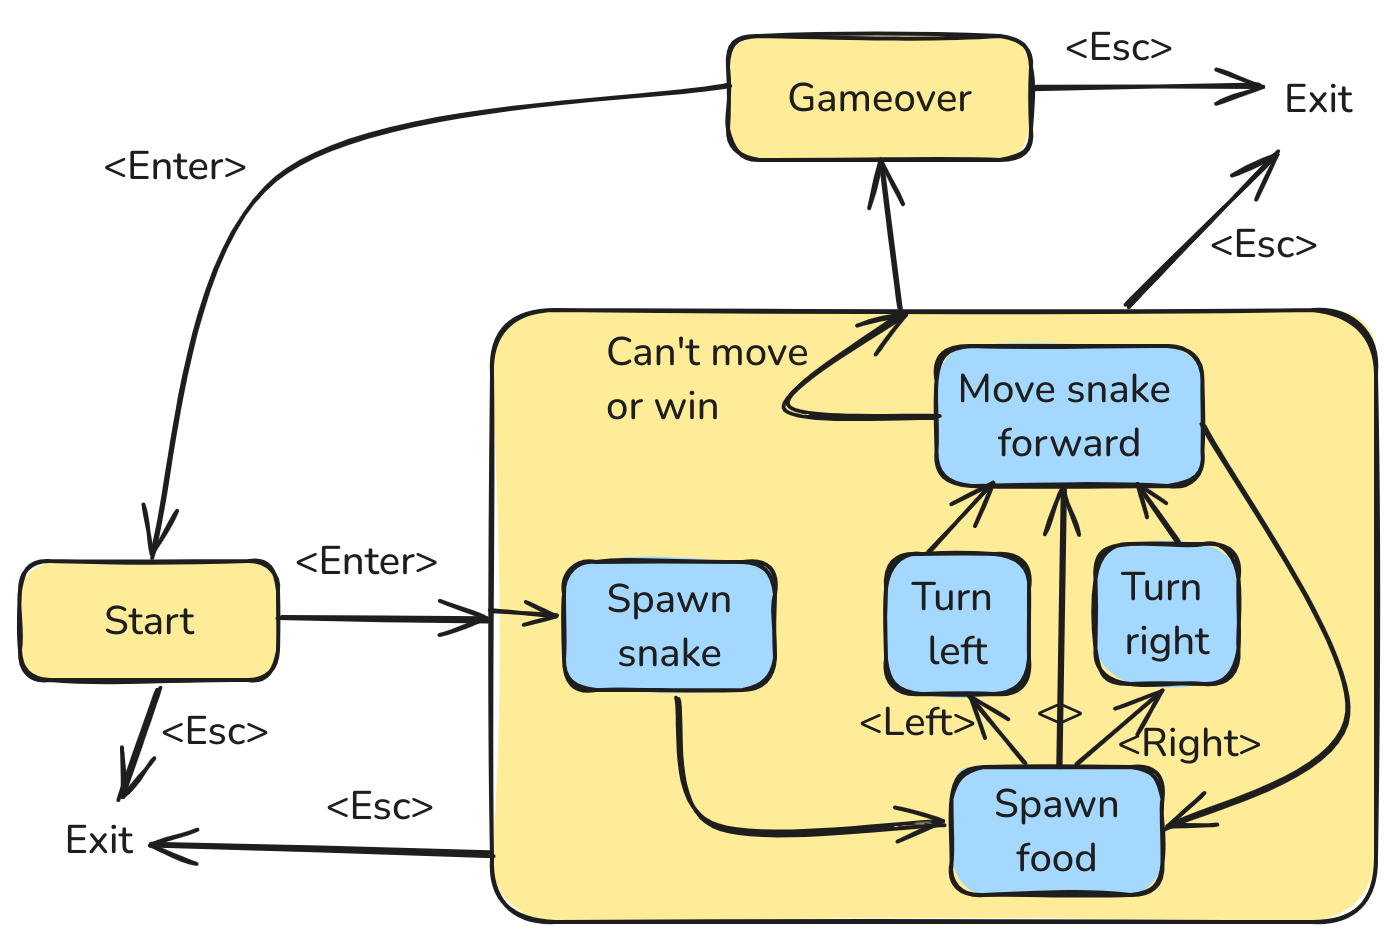 <Esc>
Gameover
Exit
<Enter>
<Esc>
Can't move
or win
Move snake
forward
<Enter>
Start
Spawn
snake
Turn
left
Turn
right
<Left>
<>
<Right>
<Esc>
Exit
<Esc>
Spawn
food